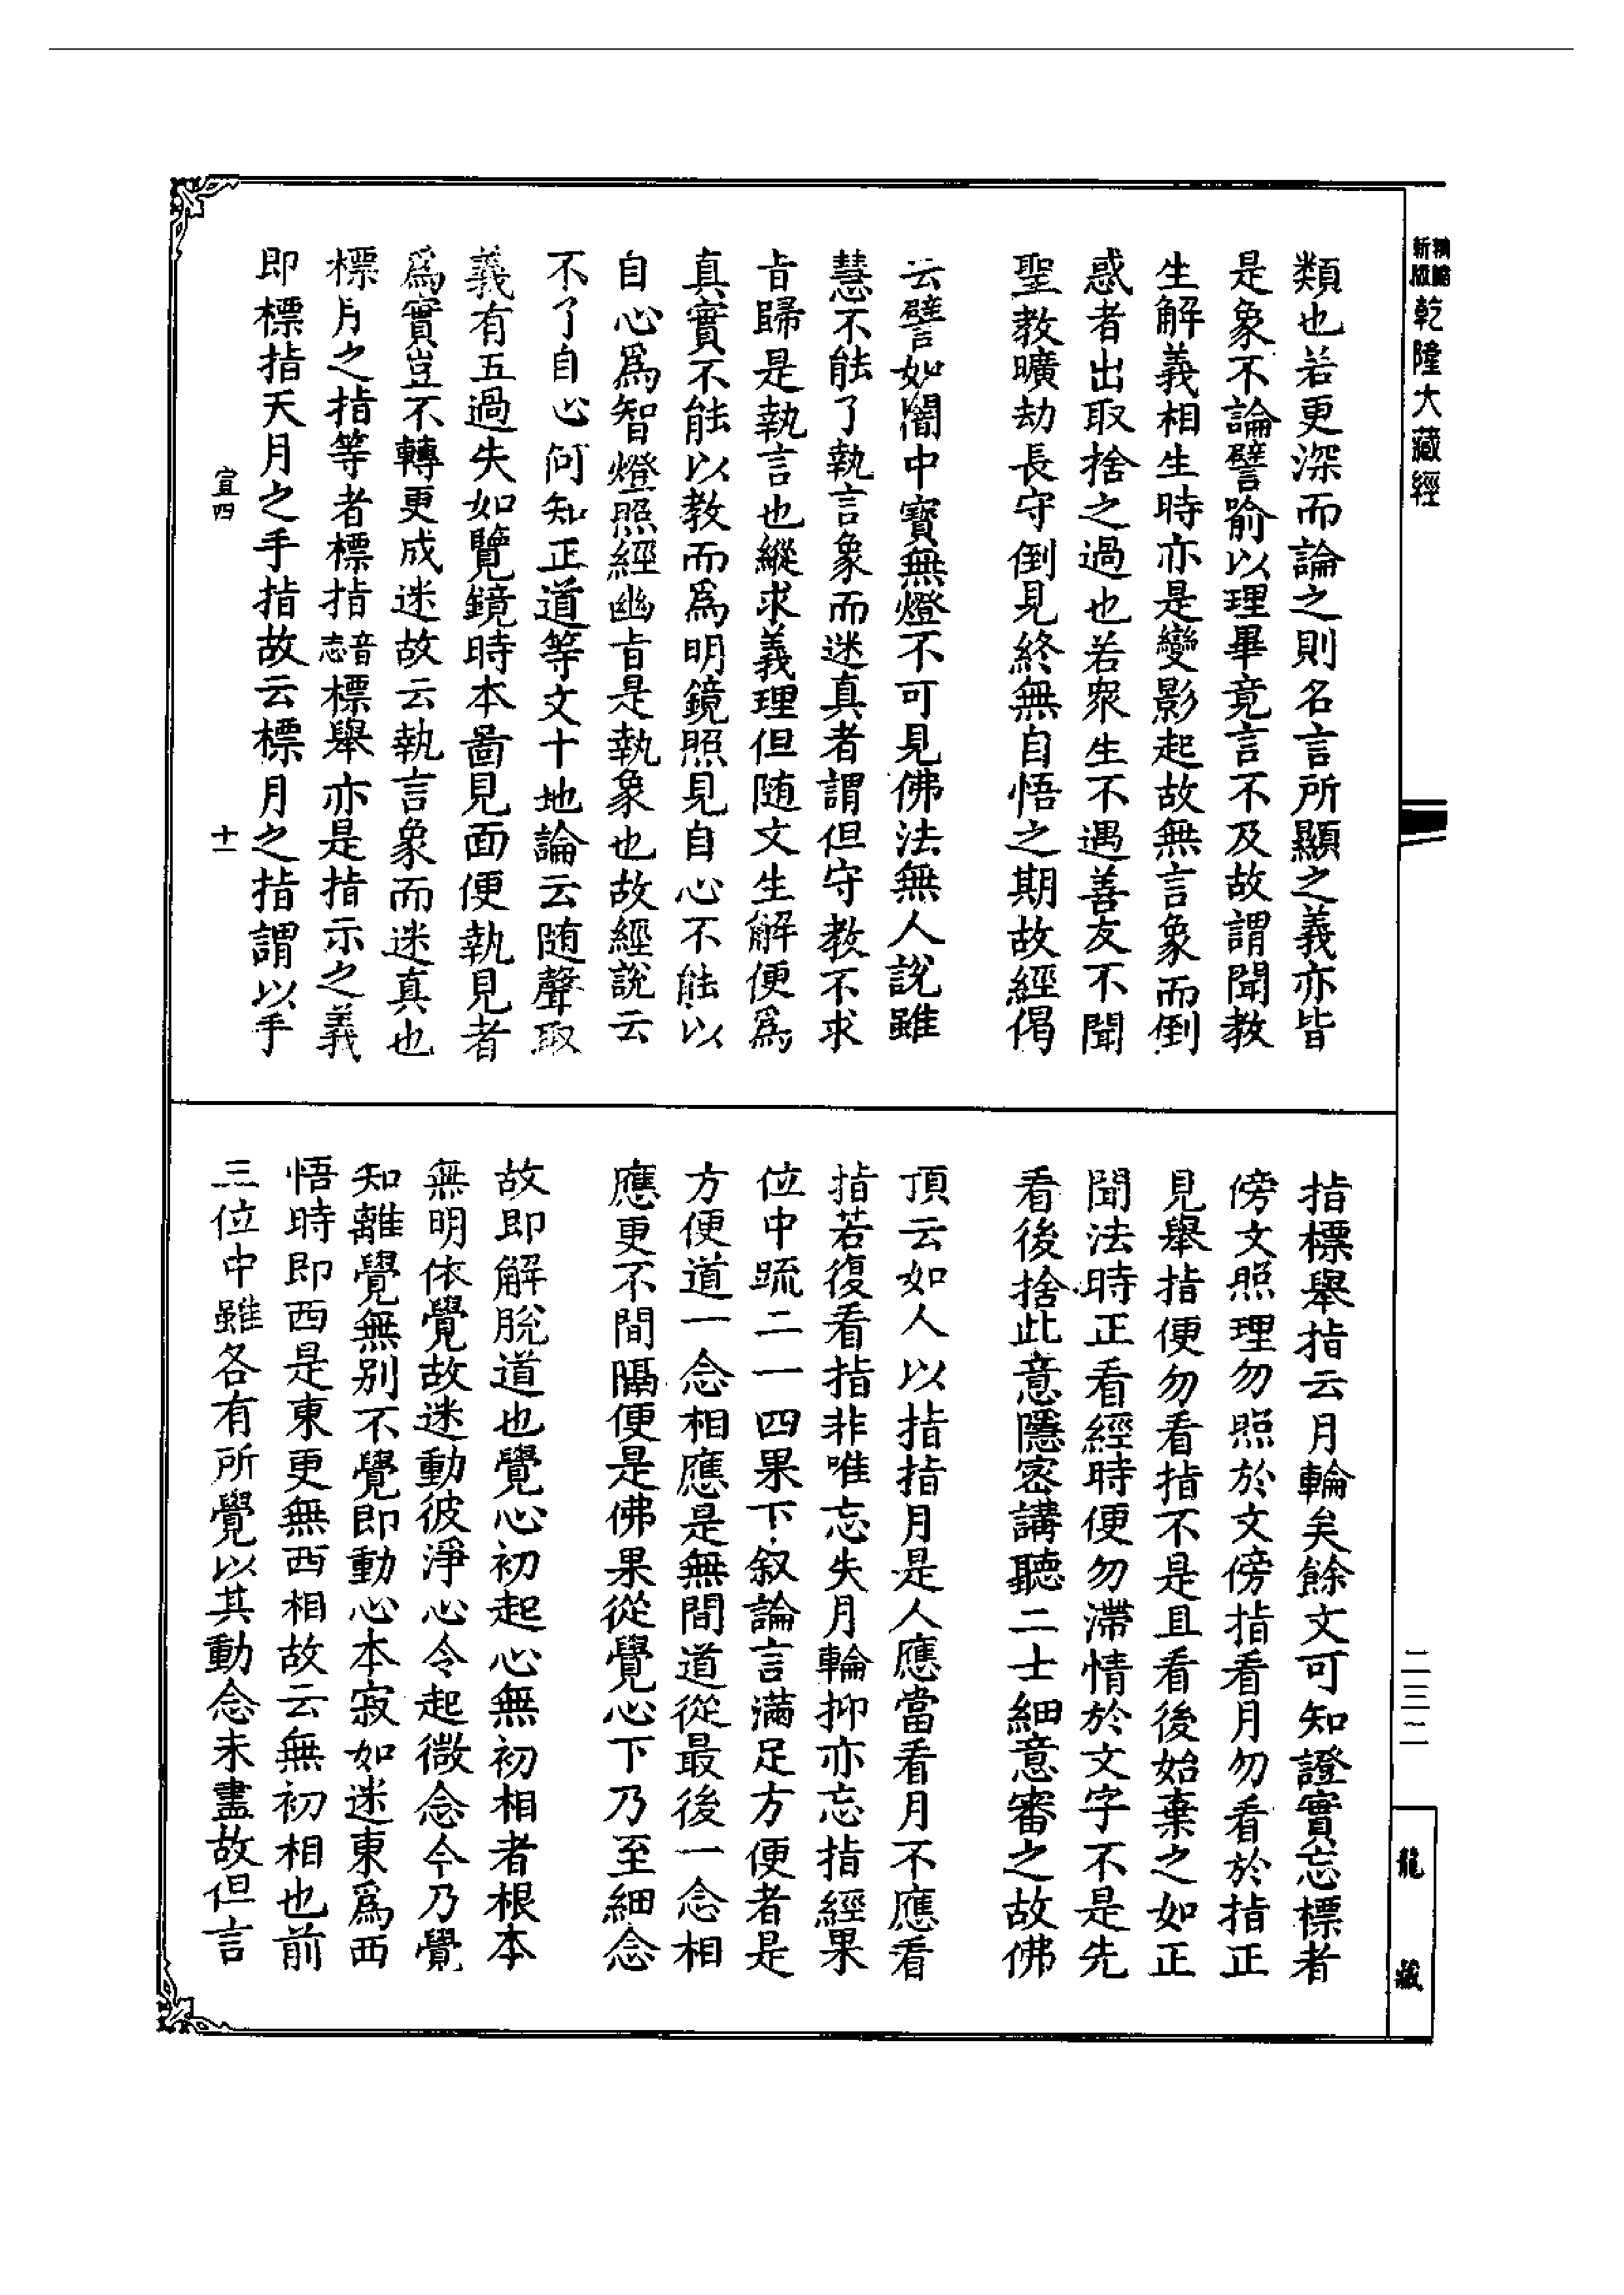 乾隆大藏經
類也若更深而論之則名言所顯之義亦皆
是象不論譬喻以理畢竟言不及故謂聞教
生解義相生時亦是變影起故無言象而倒
惑者出取捨之過也若衆生不遇善友不聞
聖教曠劫長守倒見終無自悟之期故經偈
云譬如闇中寶無燈不可見佛法無人說雖
慧不能了執言象而迷真者謂但守教不求
旨歸是執言也縱求義理但随文生解便爲
真實不能以教而爲明鏡照見自心不能以
自心爲智燈照經幽旨是執象也故經說云
不了自心何知正道等文十地論云随聲取
義有五過失如覽鏡時本啚見面便執見者
爲實豈不轉更成迷故云執言象而迷真也
標月之指等者標指音志標舉亦是指示之義
即標指天月之手指故云標月之指謂以手
宣四 十一
指標舉指云月輪矣餘文可知證實忘標者
傍文照理勿照於文傍指看月勿看於指正
見舉指便勿看指不是且看後始棄之如正
聞法時正看經時便勿滯情於文字不是先
看後捨此意隱密講聽二士細意審之故佛
頂云如人以指指月是人應當看月不應看
指若復看指非唯忘失月輪抑亦忘指經果
位中疏二一四果下叙論言滿足方便者是
方便道一念相應是無間道從最後一念相
應更不間隔便是佛果從覺心下乃至細念
故即解脫道也覺心初起心無初相者根本
無明依覺故迷動彼淨心令起微念今乃覺
知離覺無别不覺即動心本寂如迷東爲西
悟時即西是東更無西相故云無初相也前
三位中雖各有所覺以其動念未盡故但言
二三二
龍藏